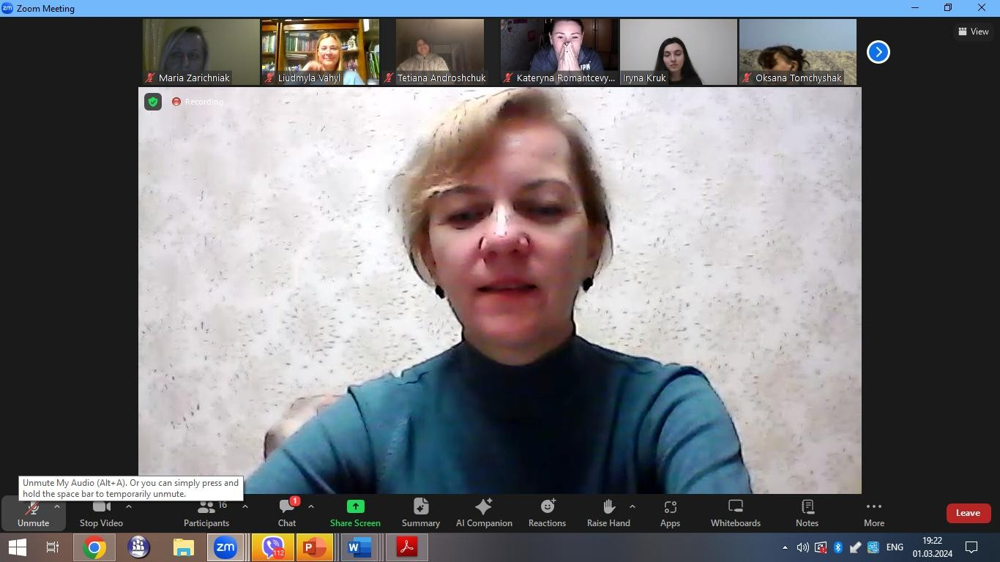 zm Zoom Meeting
View
Maria Zarichniak
Liudmyla Vahyl
Tetiana Androshchuk
Kateryna Romantcevy...
Iryna Kruk
Oksana Tomchyshak
Recording
Unmute My Audio (Alt+A). Or you can simply press and
hold the space bar to temporarily unmute.
16
1
Unmute
Stop Video
Participants
Chat
Share Screen
Summary
AI Companion
Reactions
Raise Hand
Apps
Whiteboards
Notes
More
Leave
zm
112
P
W
ENG
19:22
01.03.2024